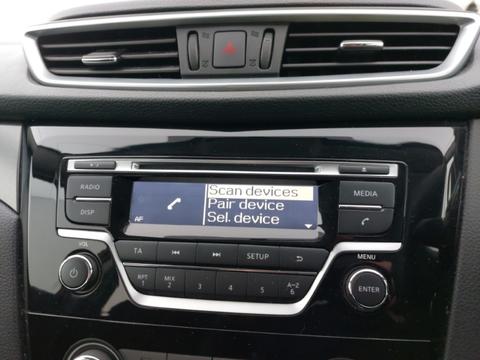 RADIO
DISP
Scan devices
Pair device
Sel. device
AF
MEDIA
VOL
TA
SETUP
MENU
RPT
1
MIX
2
3
4
5
A-Z
6
ENTER